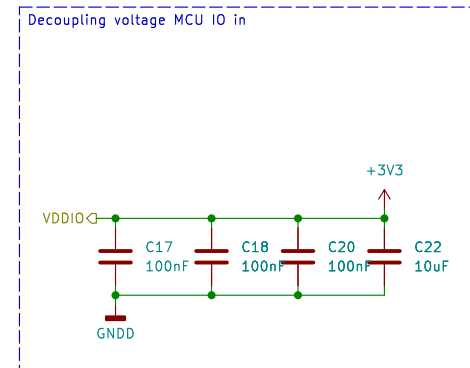 Decoupling voltage MCU IO in
+3V3
VDDIO
C17
100nF
C18
100nF
C20
100nF
C22
10uF
GNDD